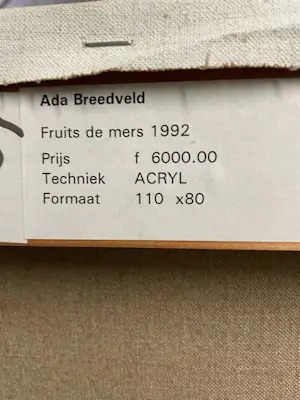 Ada Breedveld
Fruits de mers 1992
Prijs f 6000.00
Techniek ACRYL
Formaat 110 x80